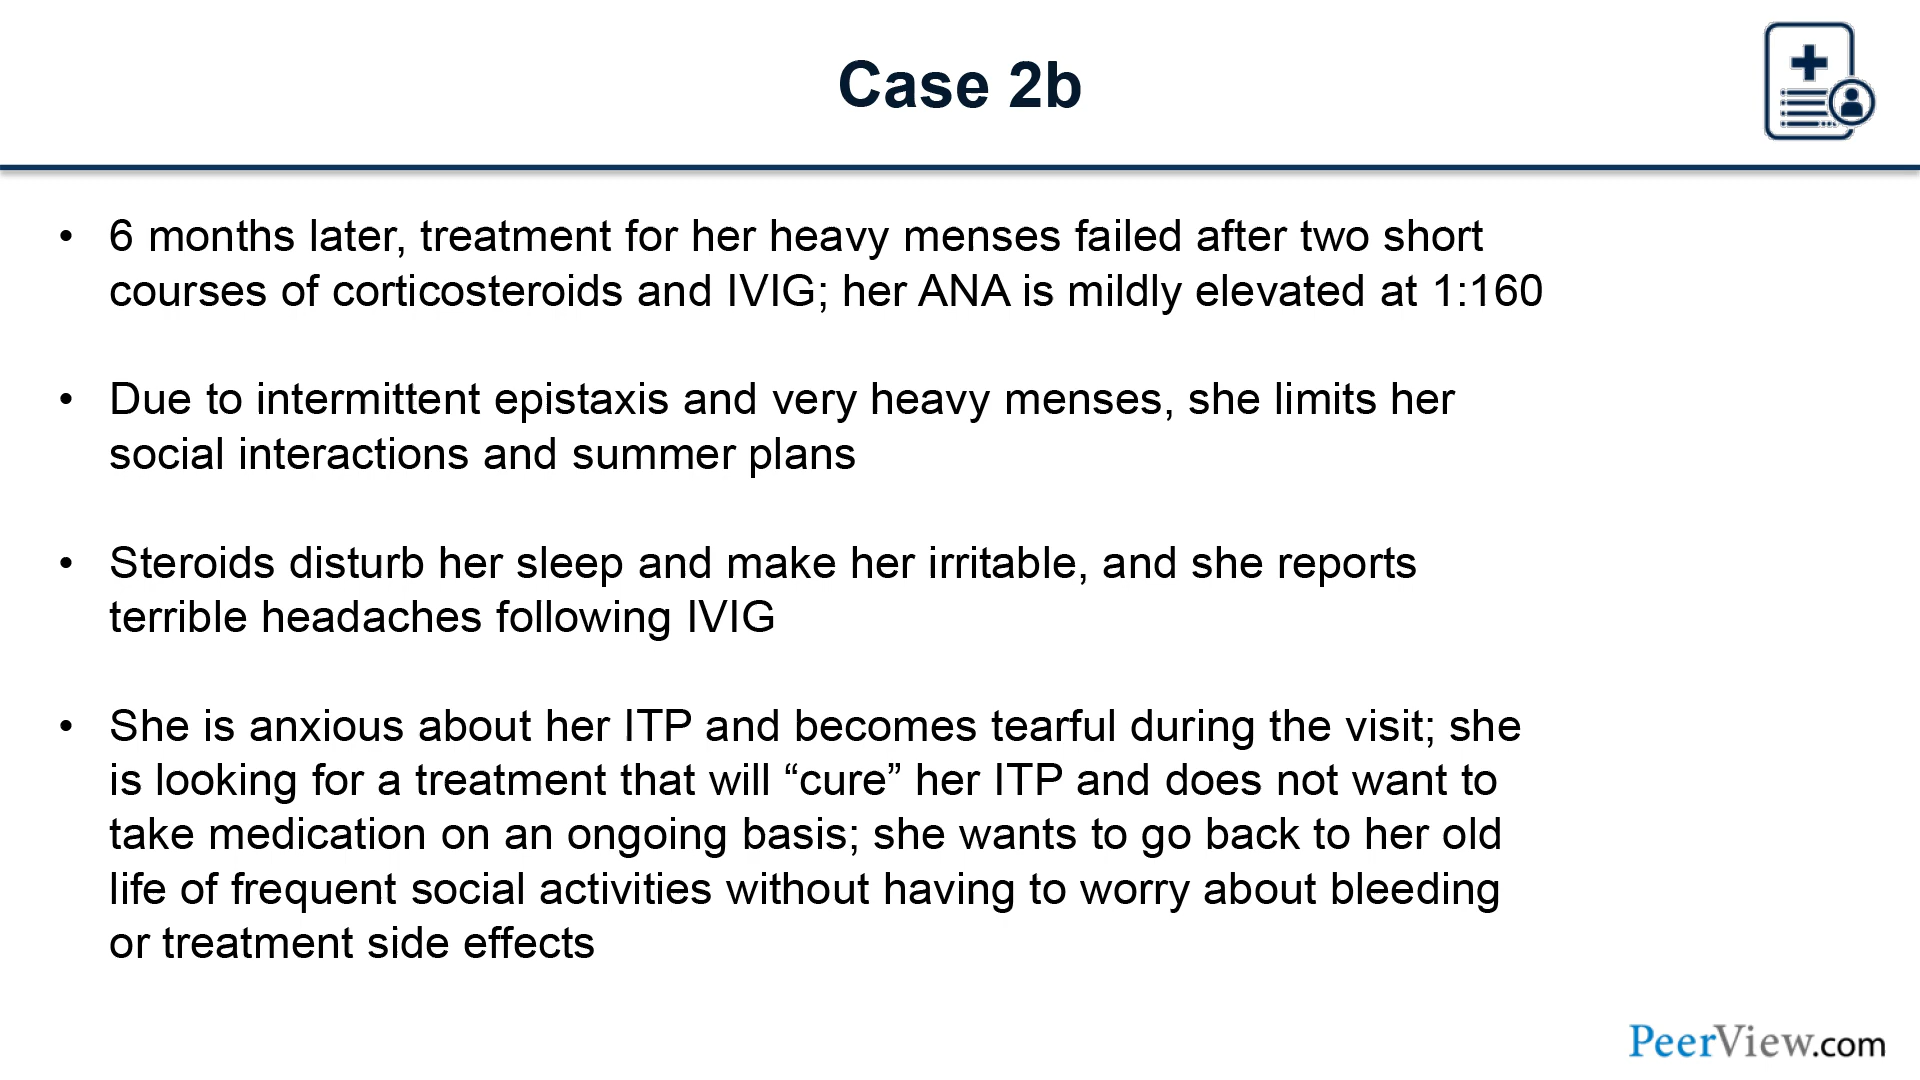 Case 2b
• 6 months later, treatment for her heavy menses failed after two short
courses of corticosteroids and IVIG; her ANA is mildly elevated at 1:160
• Due to intermittent epistaxis and very heavy menses, she limits her
social interactions and summer plans
• Steroids disturb her sleep and make her irritable, and she reports
terrible headaches following IVIG
• She is anxious about her ITP and becomes tearful during the visit; she
is looking for a treatment that will “cure” her ITP and does not want to
take medication on an ongoing basis; she wants to go back to her old
life of frequent social activities without having to worry about bleeding
or treatment side effects
PeerView.com